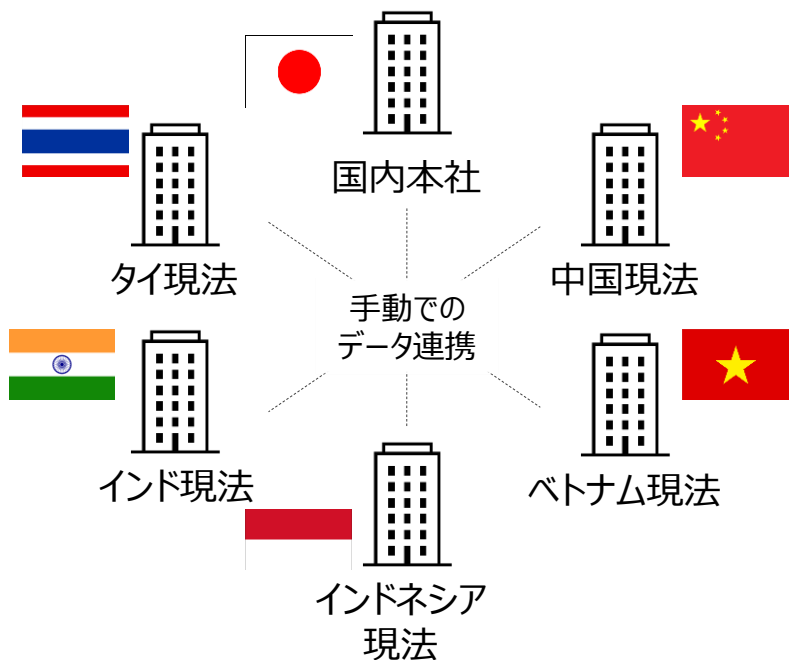 国内本社
タイ現法
中国現法
手動での
データ連携
インド現法
ベトナム現法
インドネシア
現法